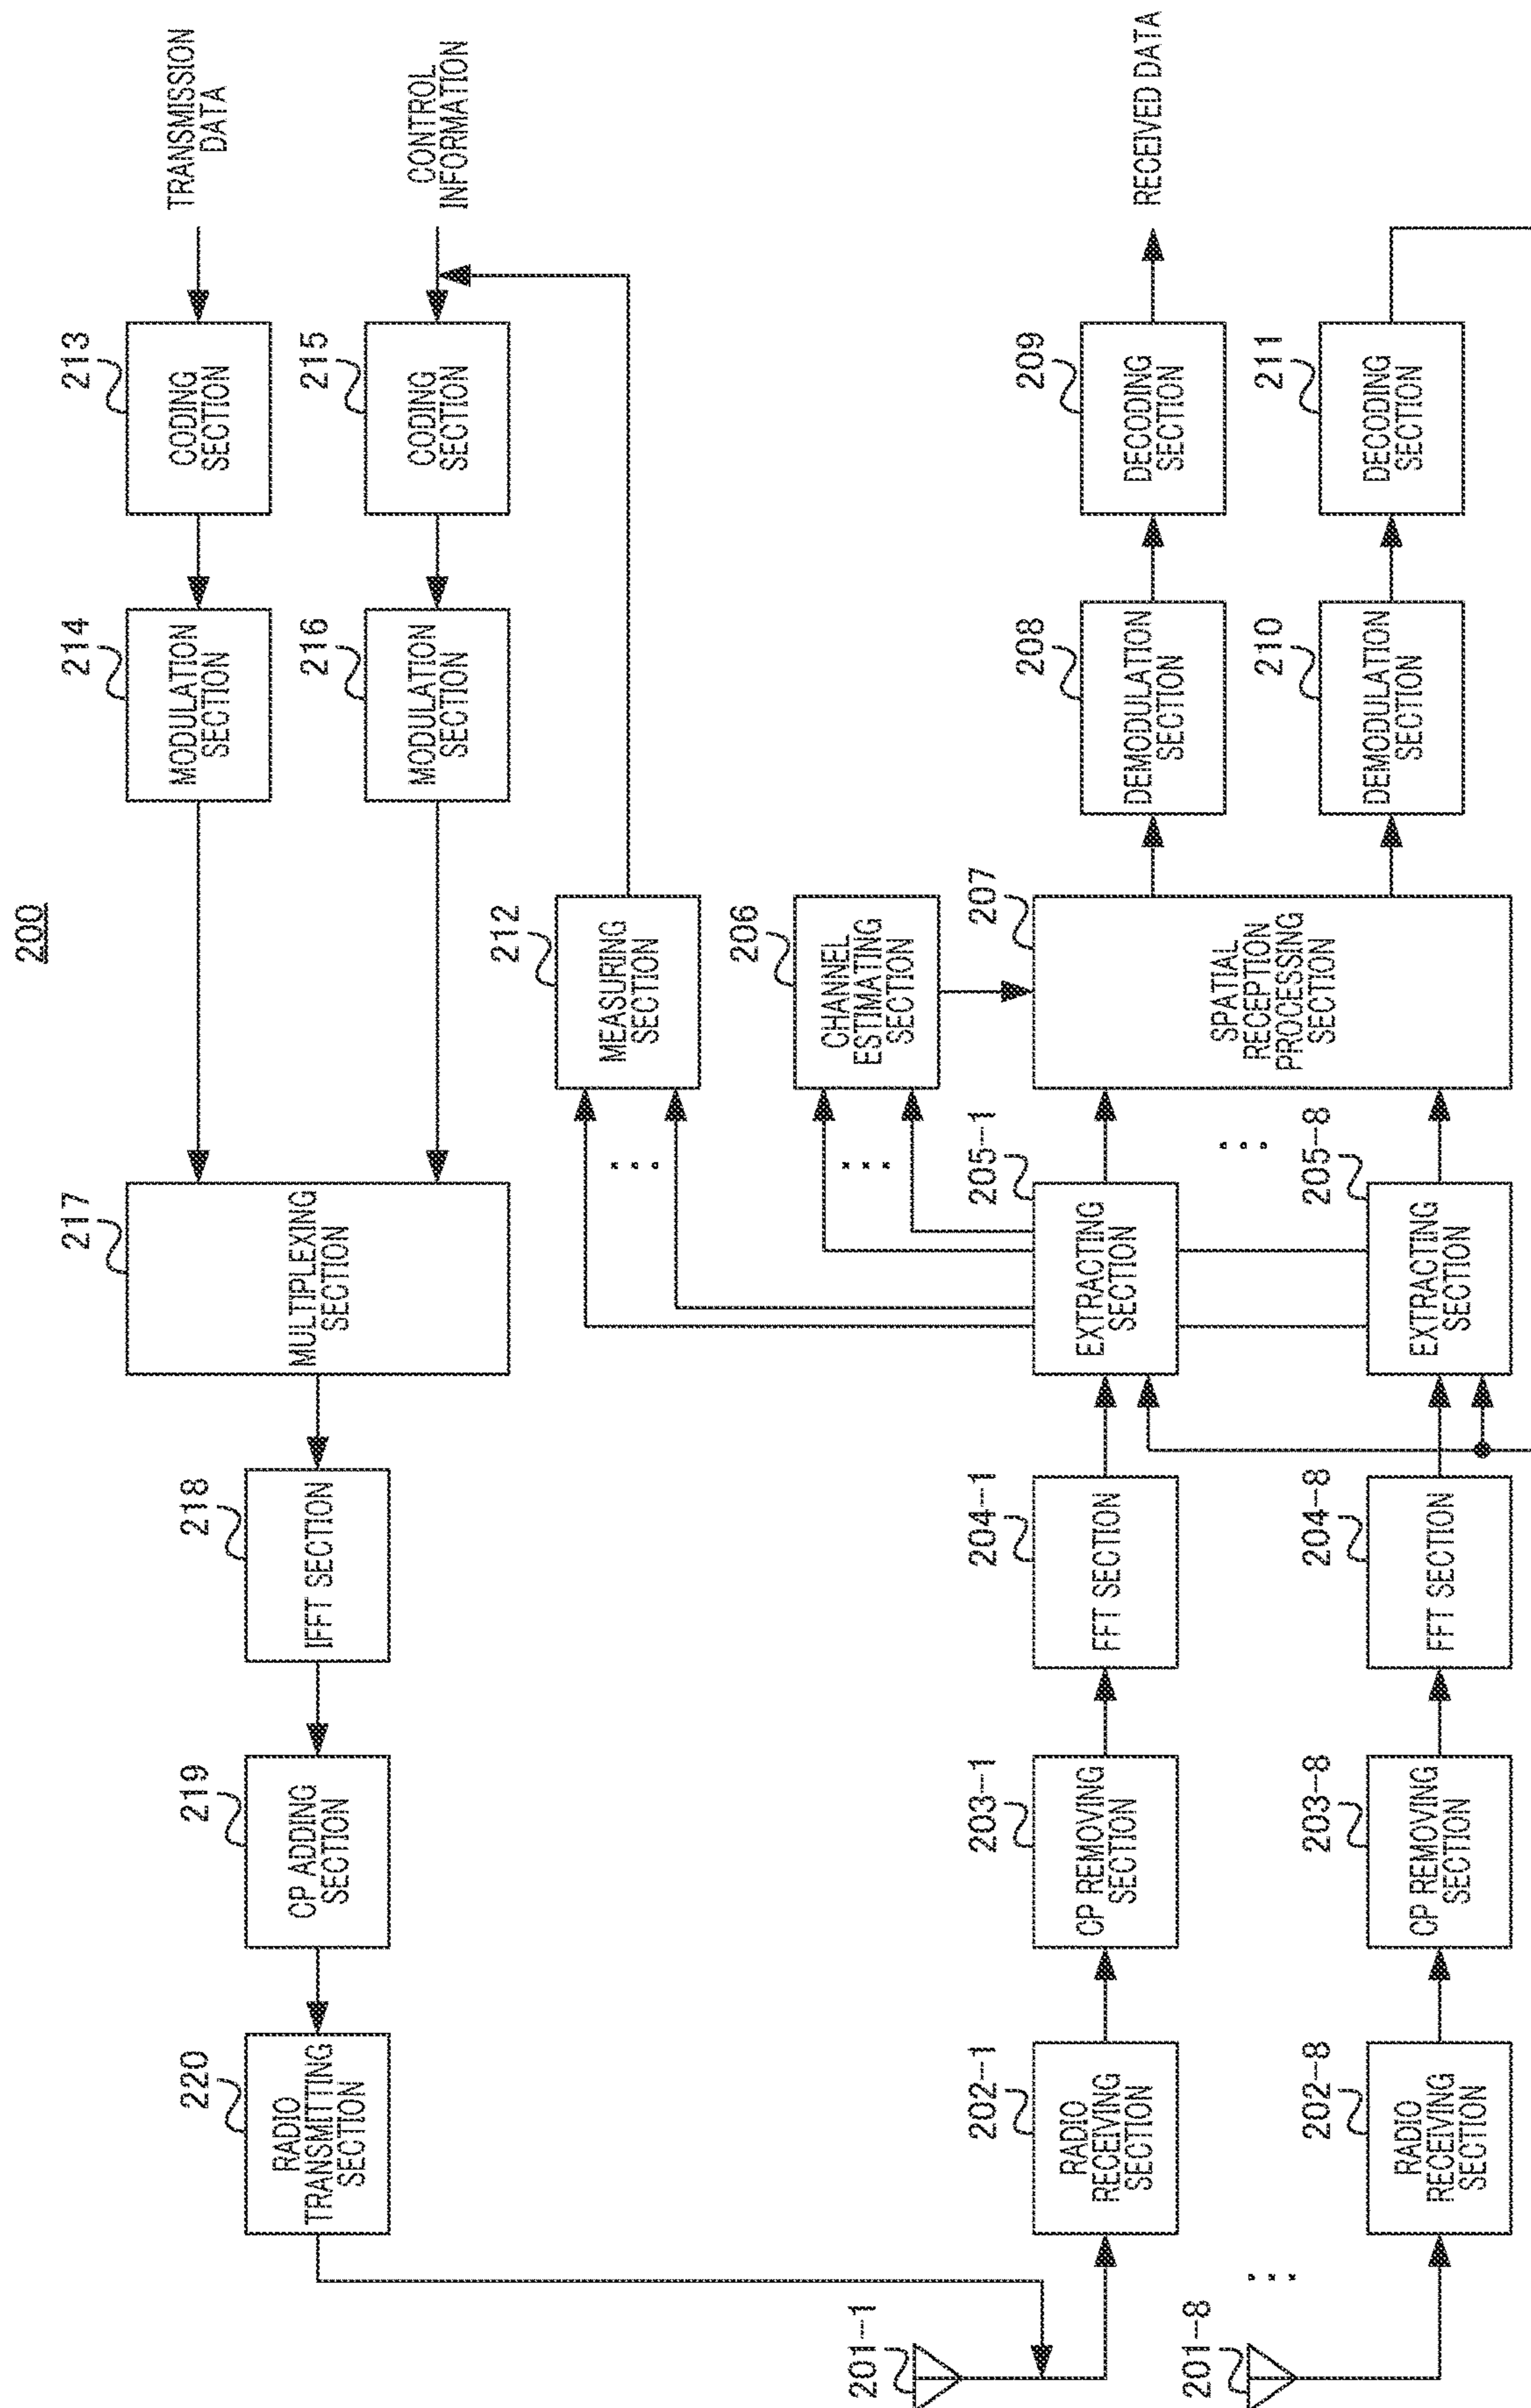 200
TRANSMISSION
DATA
213
CODING
SECTION
214
MODULATION
SECTION
217
MULTIPLEXING
SECTION
218
IFFT SECTION
219
CP ADDING
SECTION
220
RADIO
TRANSMITTING
SECTION
CONTROL
INFORMATION
215
CODING
SECTION
216
MODULATION
SECTION
212
MEASURING
SECTION
206
CHANNEL
ESTIMATING
SECTION
201-1
202-1
RADIO
RECEIVING
SECTION
203-1
CP REMOVING
SECTION
204-1
FFT SECTION
205-1
EXTRACTING
SECTION
207
SPATIAL
RECEPTION
PROCESSING
SECTION
208
DEMODULATION
SECTION
209
DECODING
SECTION
RECEIVED DATA
201-8
202-8
RADIO
RECEIVING
SECTION
203-8
CP REMOVING
SECTION
204-8
FFT SECTION
205-8
EXTRACTING
SECTION
210
DEMODULATION
SECTION
211
DECODING
SECTION